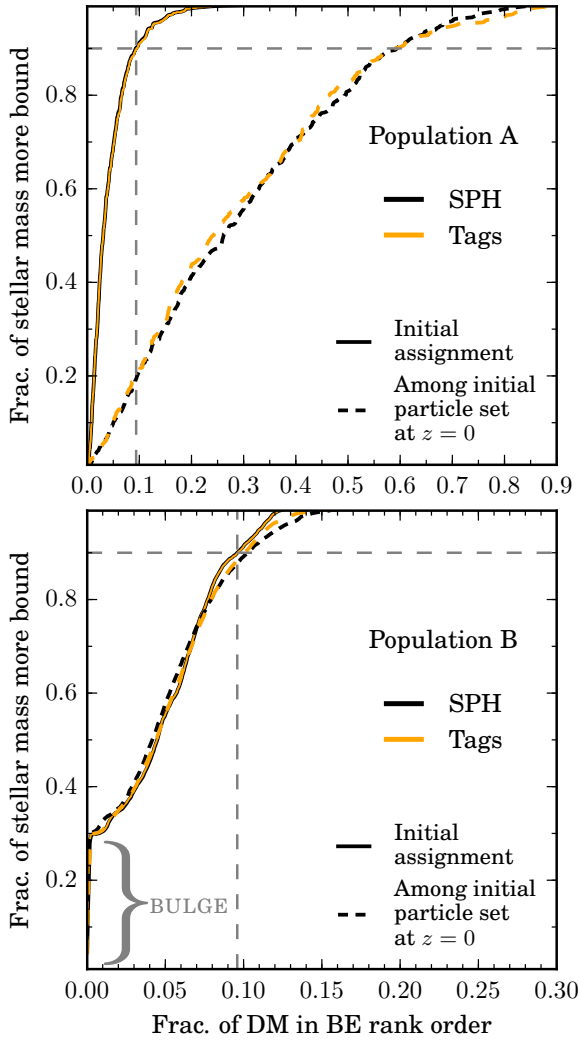 Frac. of stellar mass more bound
0.8
0.6
0.4
0.2
Population A
SPH
Tags
Initial
assignment
Among initial
particle set
at z = 0
0.0 0.1 0.2 0.3 0.4 0.5 0.6 0.7 0.8 0.9
Frac. of stellar mass more bound
0.8
0.6
0.4
0.2
Population B
SPH
Tags
Initial
assignment
Among initial
particle set
at z = 0
BULGE
0.00 0.05 0.10 0.15 0.20 0.25 0.30
Frac. of DM in BE rank order